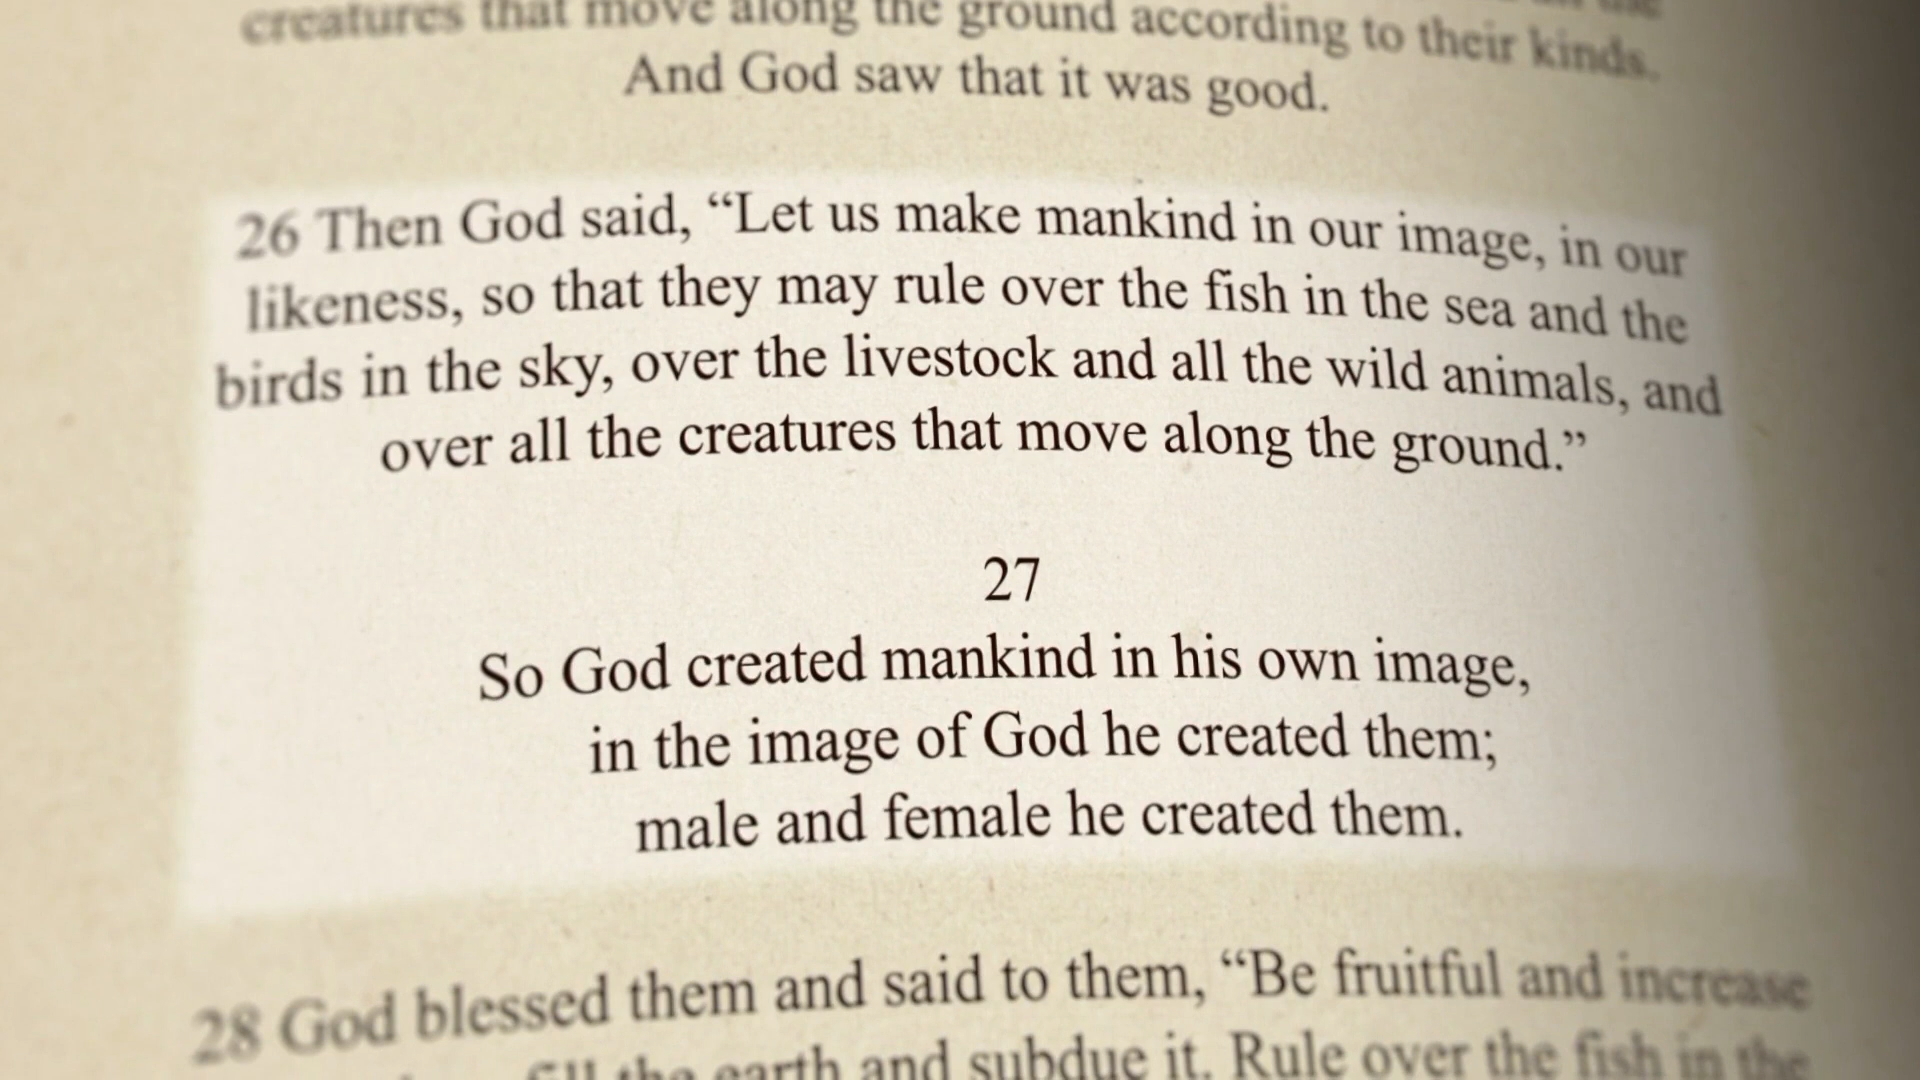 creatures that move along the ground according to their kinds.
And God saw that it was good.
26 Then God said, “Let us make mankind in our image, in our
likeness, so that they may rule over the fish in the sea and the
birds in the sky, over the livestock and all the wild animals, and
over all the creatures that move along the ground.”
27
So God created mankind in his own image,
in the image of God he created them;
male and female he created them.
28 God blessed them and said to them, “Be fruitful and increase
fill the earth and subdue it. Rule over the fish in the